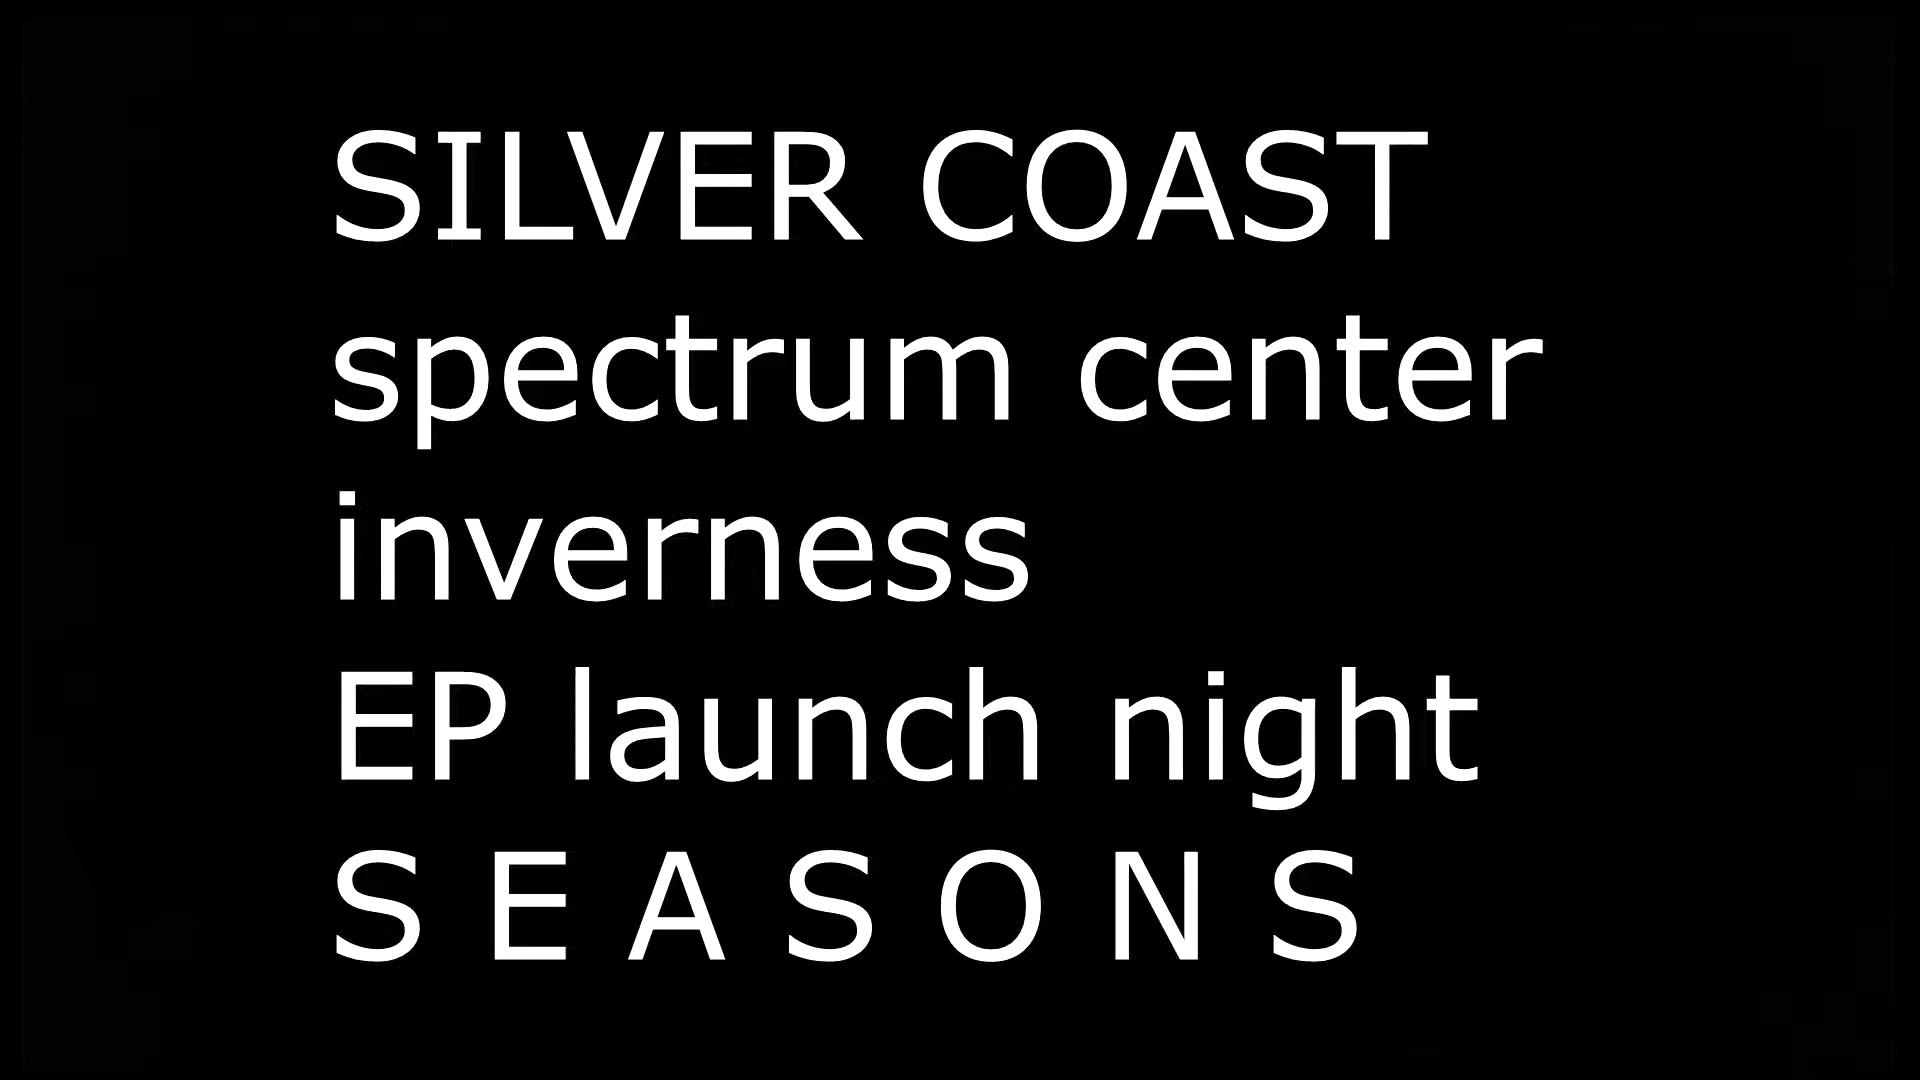 SILVER COAST
spectrum center
inverness
EP launch night
S E A S O N S